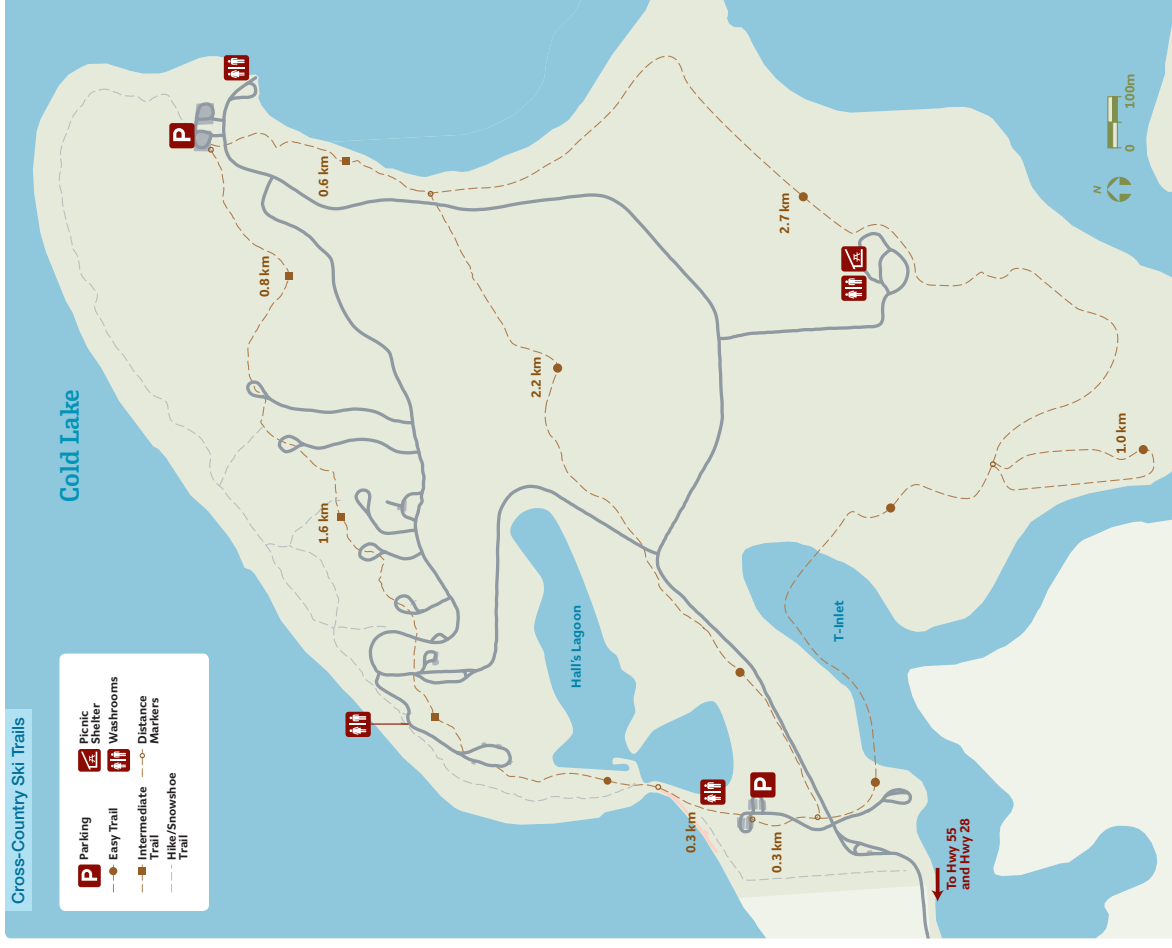 Cross-Country Ski Trails
P
Parking
Picnic
Shelter
Easy Trail
Washrooms
Intermediate
Trail
Distance
Markers
Hike/Snowshoe
Trail
Cold Lake
P
0.6 km
0.8 km
2.7 km
2.2 km
1.6 km
1.0 km
Hall's Lagoon
T-Inlet
P
0.3 km
0.3 km
To Hwy 55
and Hwy 28
N
0
100m